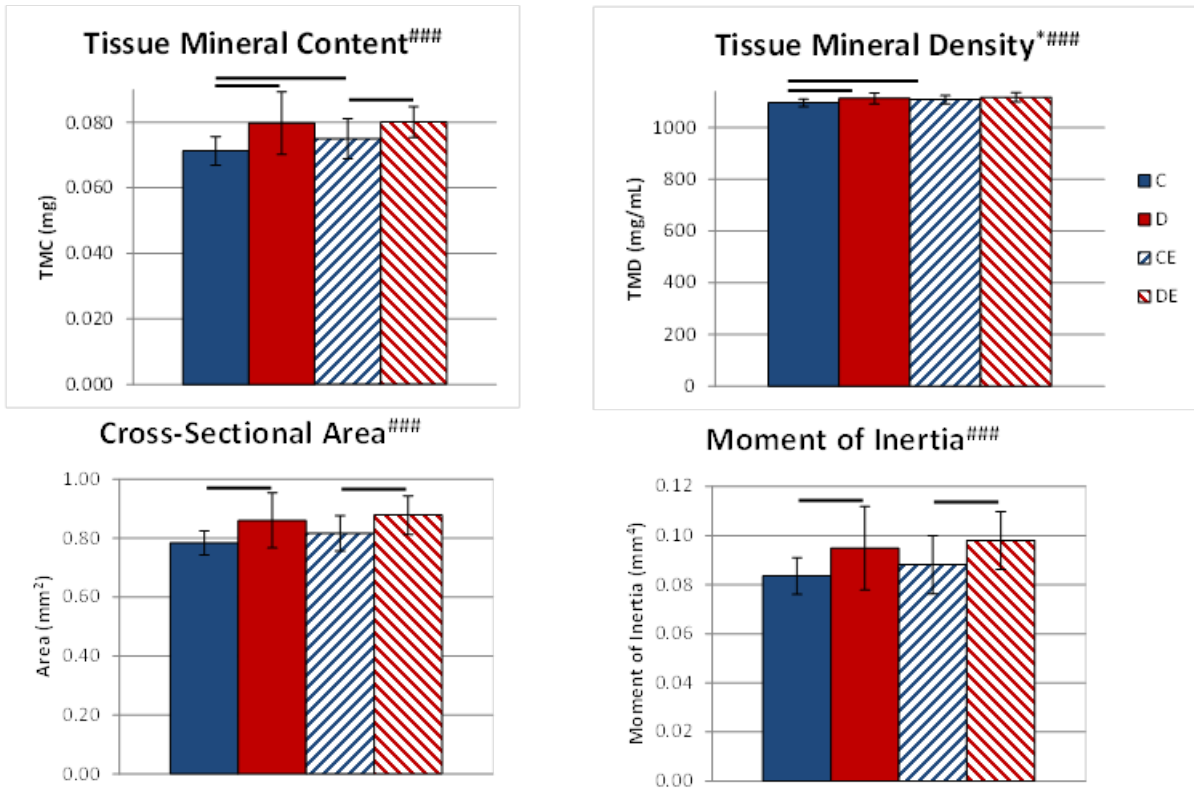 Tissue Mineral Content###
0.080
0.060
0.040
0.020
0.000
TMC (mg)
Tissue Mineral Density*###
1000
800
600
400
200
0
TMD (mg/mL)
C
D
CE
DE
Cross-Sectional Area###
1.00
0.80
0.60
0.40
0.20
0.00
Area (mm²)
Moment of Inertia###
0.12
0.10
0.08
0.06
0.04
0.02
0.00
Moment of Inertia (mm⁴)